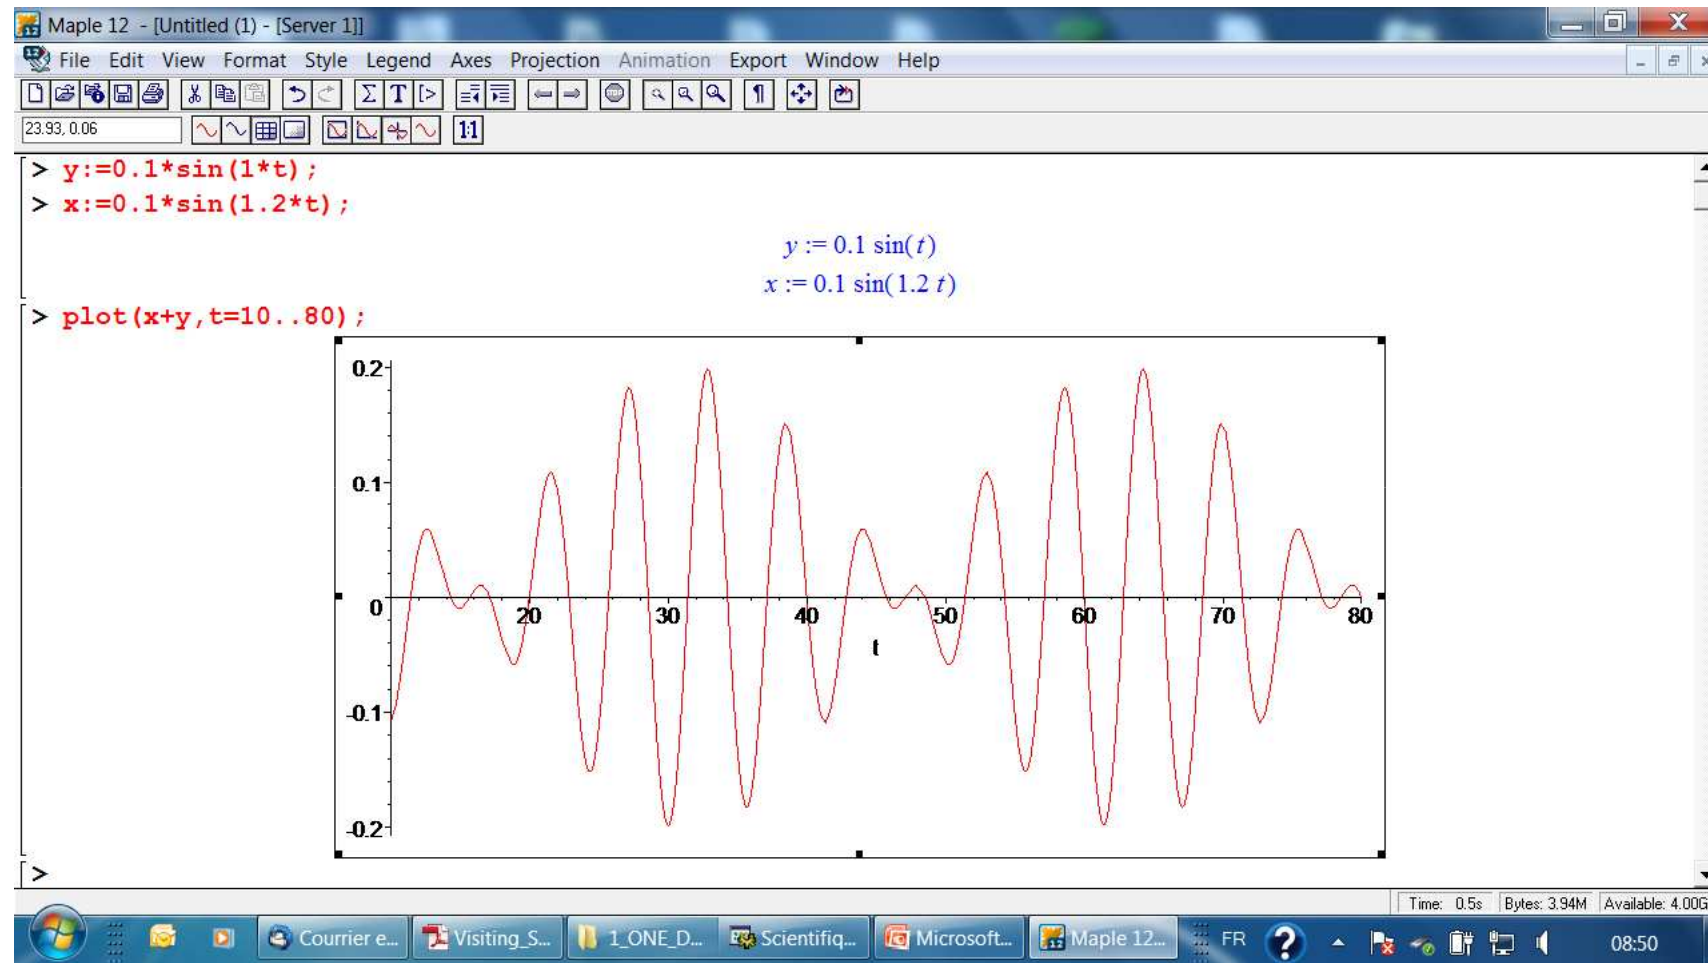 Maple 12 - [Untitled (1) - [Server 1]]
File Edit View Format Style Legend Axes Projection Animation Export Window Help
23.93, 0.06
1:1
> y:=0.1*sin(1*t);
> x:=0.1*sin(1.2*t);
y := 0.1 sin(t)
x := 0.1 sin(1.2 t)
> plot(x+y,t=10..80);
0.2
0.1
0
20 30 40 50 60 70 80
t
-0.1
-0.2
>
Time: 0.5s Bytes: 3.94M Available: 4.00G
Courrier e... Visiting_S... 1_ONE_D... Scientifiq... Microsoft... Maple 12... FR 08:50